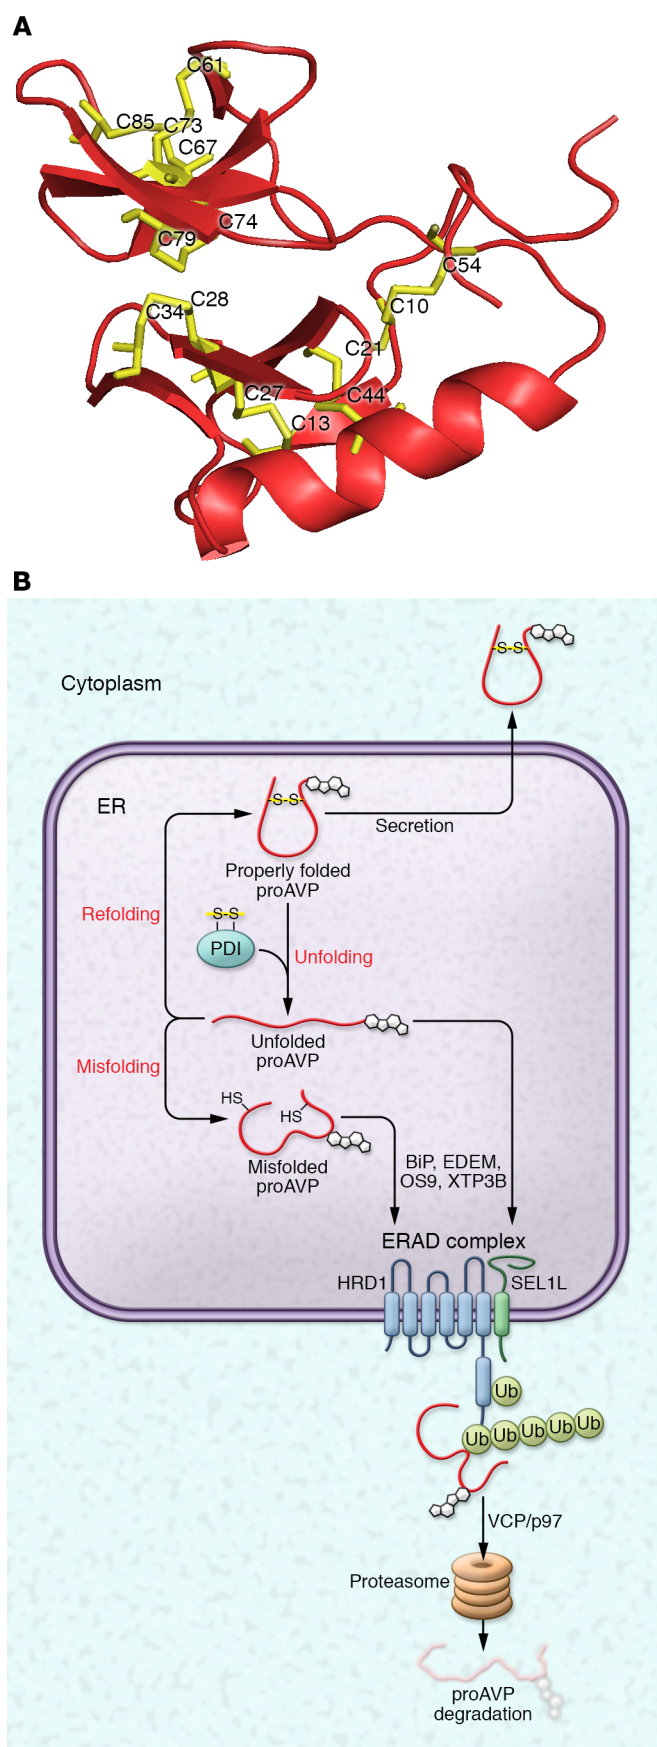 A
C61
C85
C73
C67
C74
C79
C54
C28
C34
C10
C21
C27
C44
C13
B
Cytoplasm
-S-S-
ER
-S-S-
Secretion
Properly folded
proAVP
Refolding
S-S
PDI
Unfolding
Unfolded
proAVP
Misfolding
HS
HS
Misfolded
proAVP
BiP, EDEM,
OS9, XTP3B
ERAD complex
HRD1
SEL1L
Ub
Ub Ub Ub Ub Ub
VCP/p97
Proteasome
proAVP
degradation